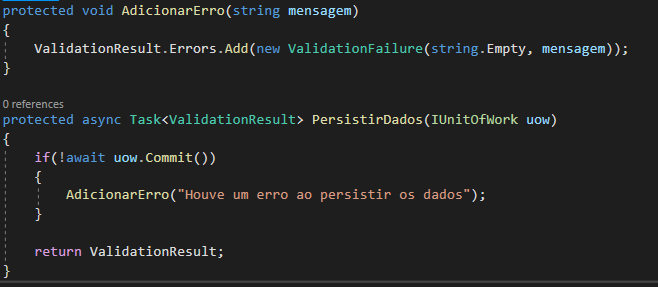 protected void AdicionarErro(string mensagem)
{
ValidationResult.Errors.Add(new ValidationFailure(string.Empty, mensagem));
}
0 references
protected async Task<ValidationResult> PersistirDados(IUnitOfWork uow)
{
if(!await uow.Commit())
{
AdicionarErro("Houve um erro ao persistir os dados");
}
return ValidationResult;
}